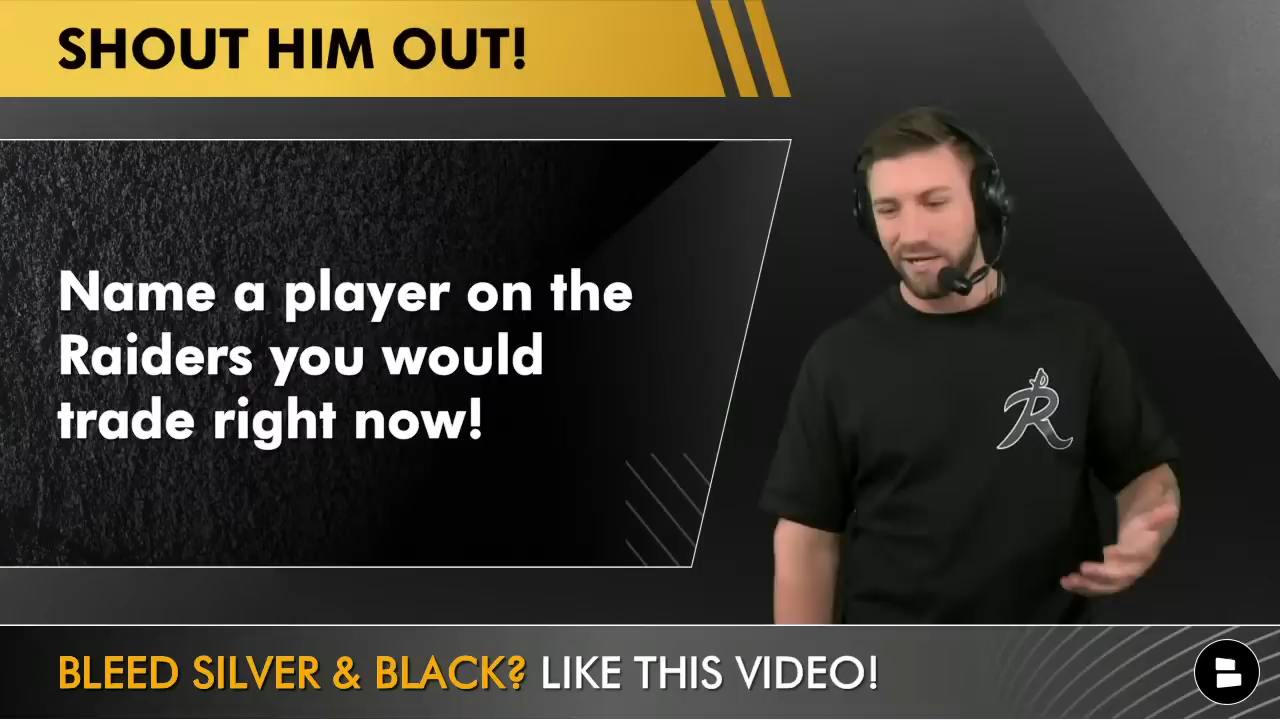 SHOUT HIM OUT!
Name a player on the
Raiders you would
trade right now!
R
BLEED SILVER & BLACK? LIKE THIS VIDEO!